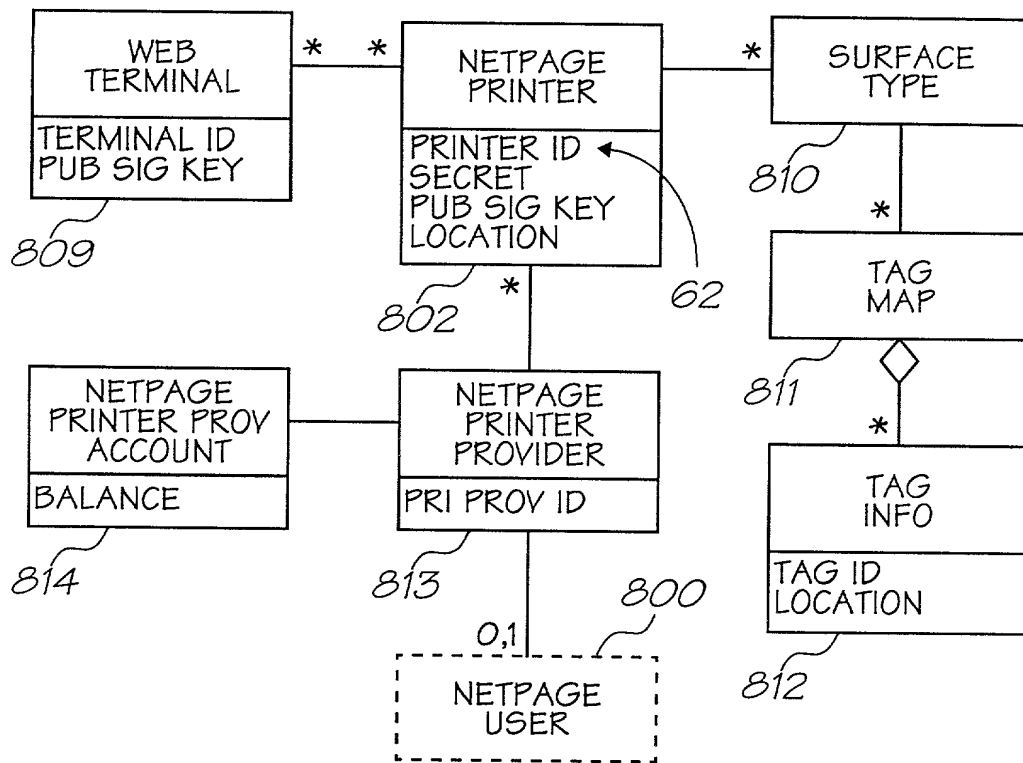 WEB
TERMINAL
TERMINAL ID
PUB SIG KEY
809
*
*
NETPAGE
PRINTER
PRINTER ID
SECRET
PUB SIG KEY
LOCATION
62
802
*
*
SURFACE
TYPE
810
*
TAG
MAP
811
*
TAG
INFO
TAG ID
LOCATION
812
NETPAGE
PRINTER PROV
ACCOUNT
BALANCE
814
NETPAGE
PRINTER
PROVIDER
PRI PROV ID
813
0,1
800
NETPAGE
USER